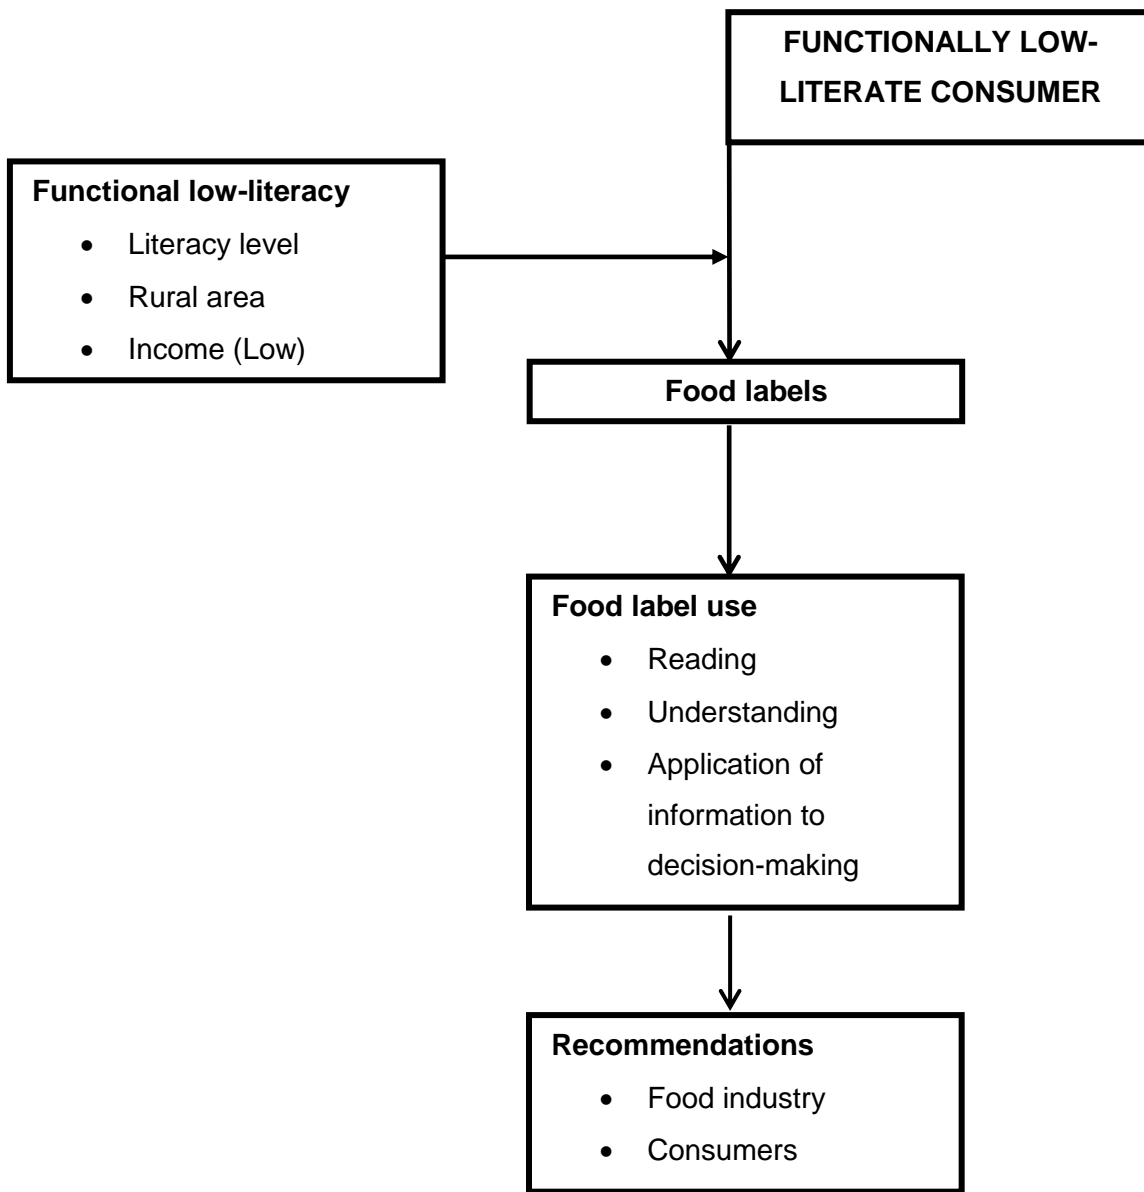 FUNCTIONALLY LOW-
LITERATE CONSUMER
Functional low-literacy
• Literacy level
• Rural area
• Income (Low)
Food labels
Food label use
• Reading
• Understanding
• Application of
information to
decision-making
Recommendations
• Food industry
• Consumers